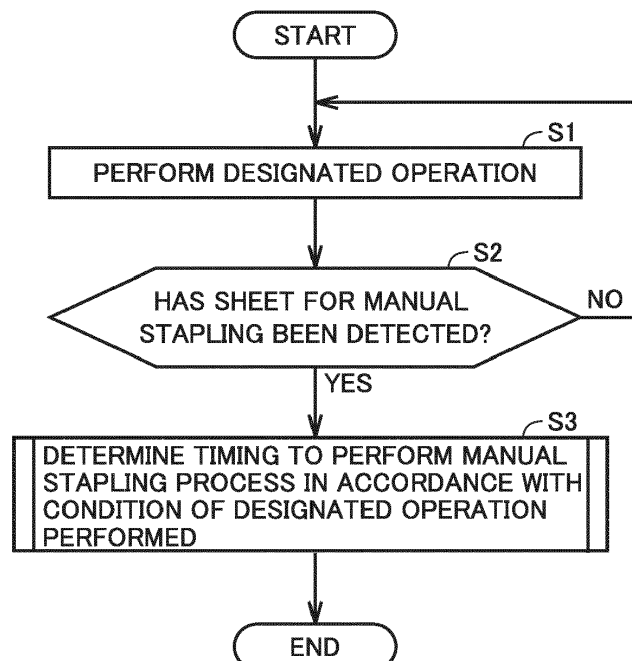 START
S1
PERFORM DESIGNATED OPERATION
S2
HAS SHEET FOR MANUAL
STAPLING BEEN DETECTED?
NO
YES
S3
DETERMINE TIMING TO PERFORM MANUAL
STAPLING PROCESS IN ACCORDANCE WITH
CONDITION OF DESIGNATED OPERATION
PERFORMED
END